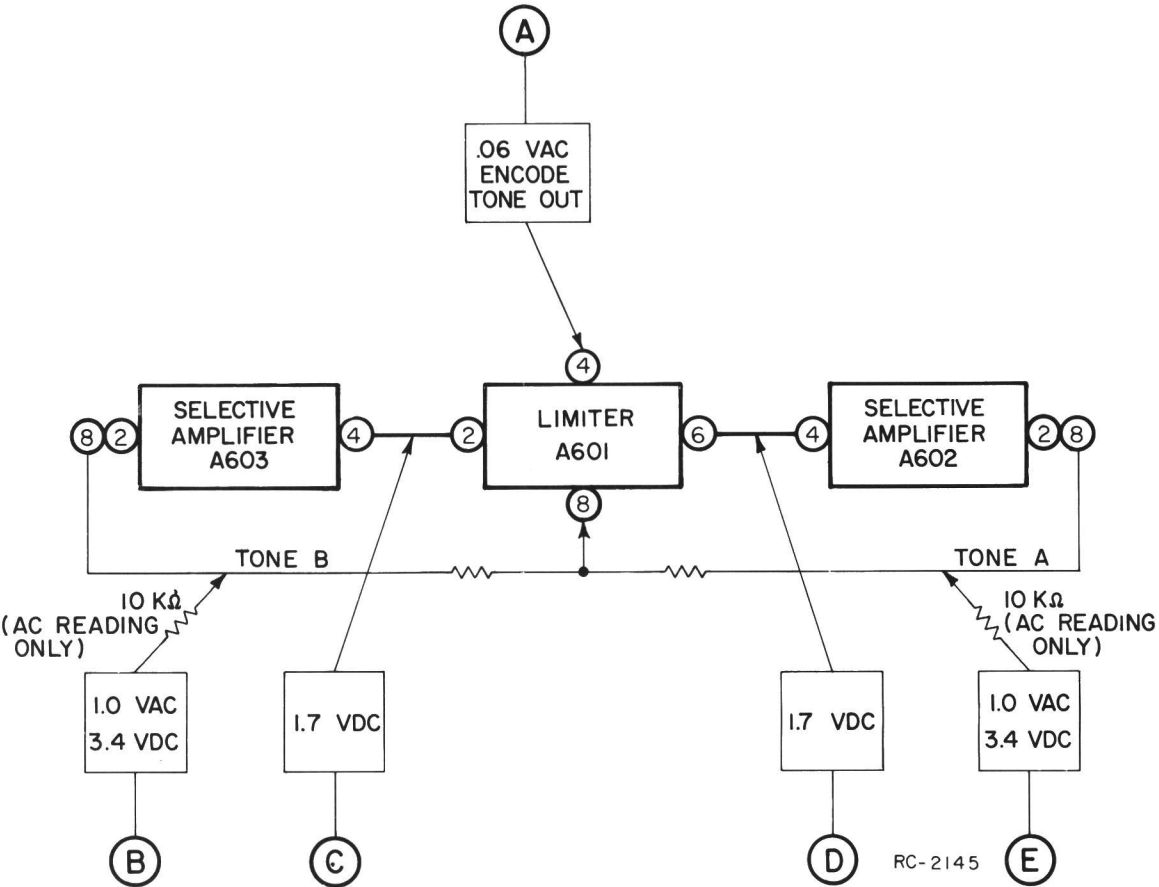 A
.06 VAC
ENCODE
TONE OUT
4
8 2
SELECTIVE
AMPLIFIER
A603
4
2
LIMITER
A601
6
4
SELECTIVE
AMPLIFIER
A602
2 8
8
TONE B
TONE A
10 KΩ
(AC READING
ONLY)
10 KΩ
(AC READING
ONLY)
1.0 VAC
3.4 VDC
1.7 VDC
1.7 VDC
1.0 VAC
3.4 VDC
B
C
D
RC-2145
E